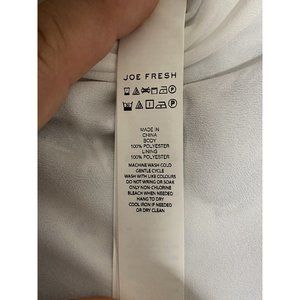 JOE FRESH
MADE IN
CHINA
BODY
100% POLYESTER
LINING
100% POLYESTER
MACHINE WASH COLD
GENTLE CYCLE
WASH WITH LIKE COLOURS
DO NOT WRING OR SOAK
ONLY NON-CHLORINE
BLEACH WHEN NEEDED
HANG TO DRY
COOL IRON IF NEEDED
OR DRY CLEAN